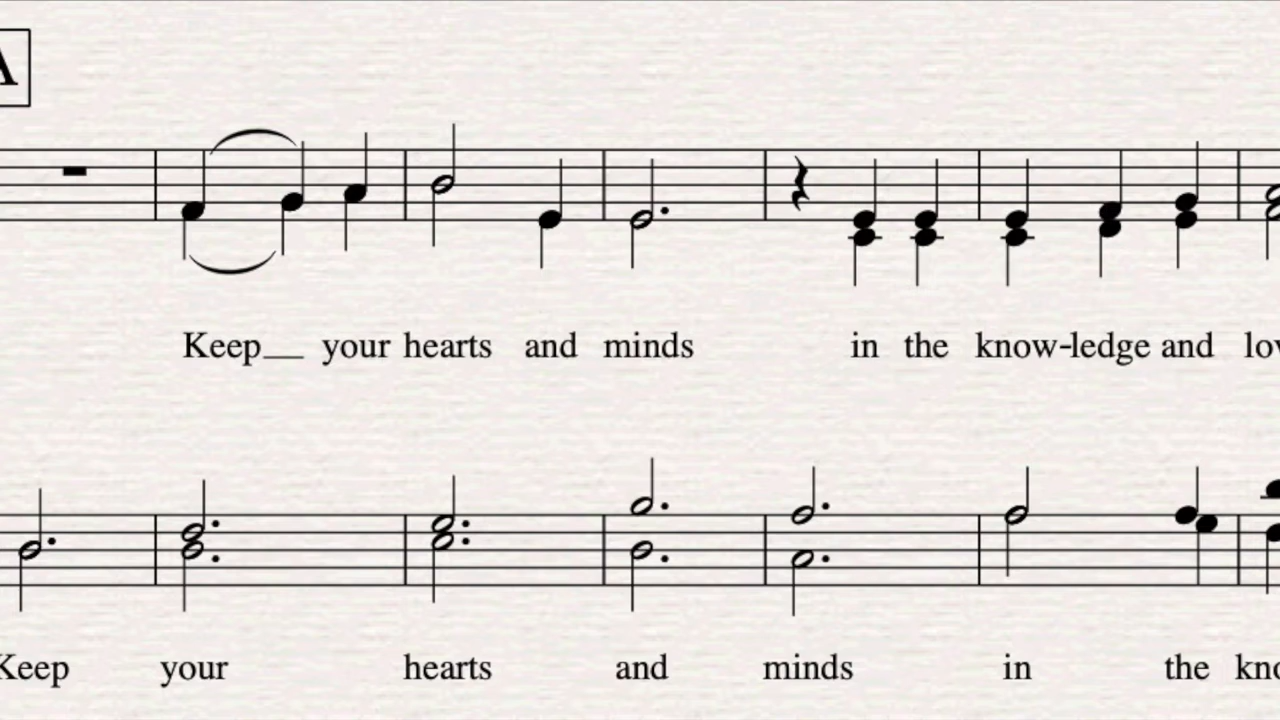 A
Keep__ your hearts and minds in the know-ledge and
Keep your hearts and minds in the